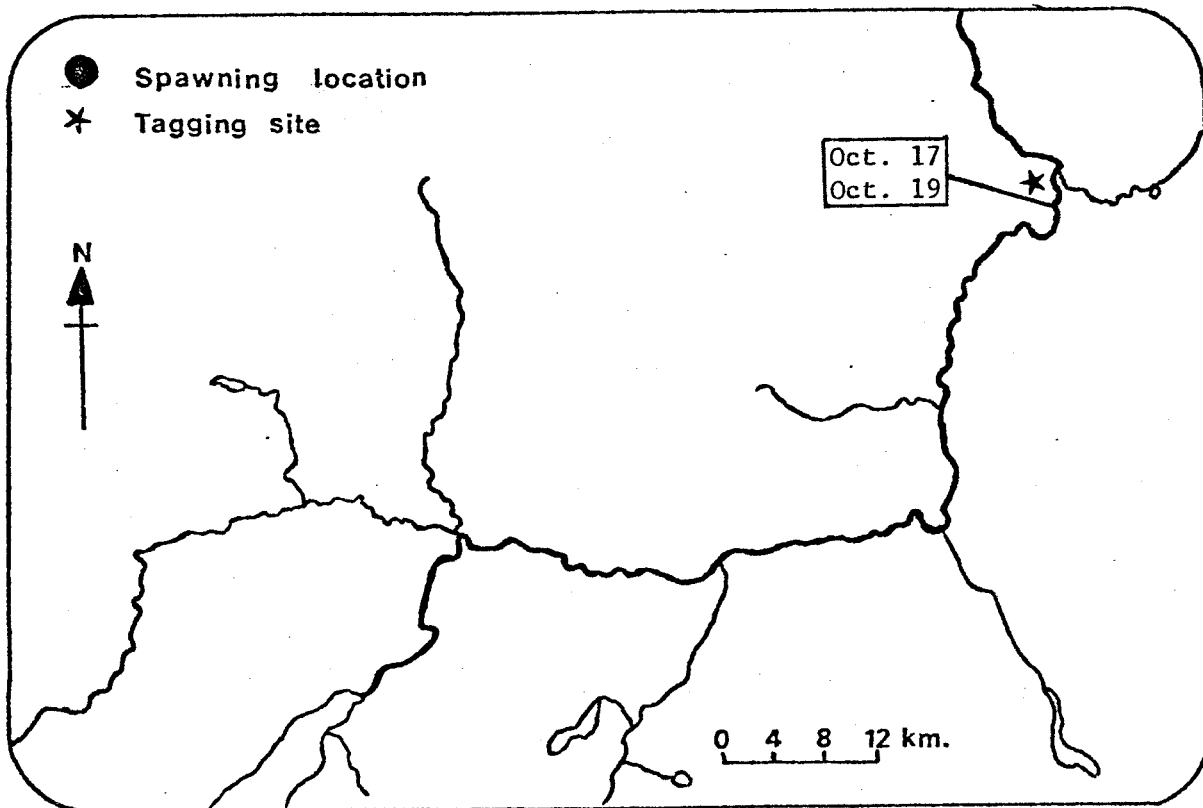 Spawning location
Tagging site
Oct. 17
Oct. 19
N
0 4 8 12 km.